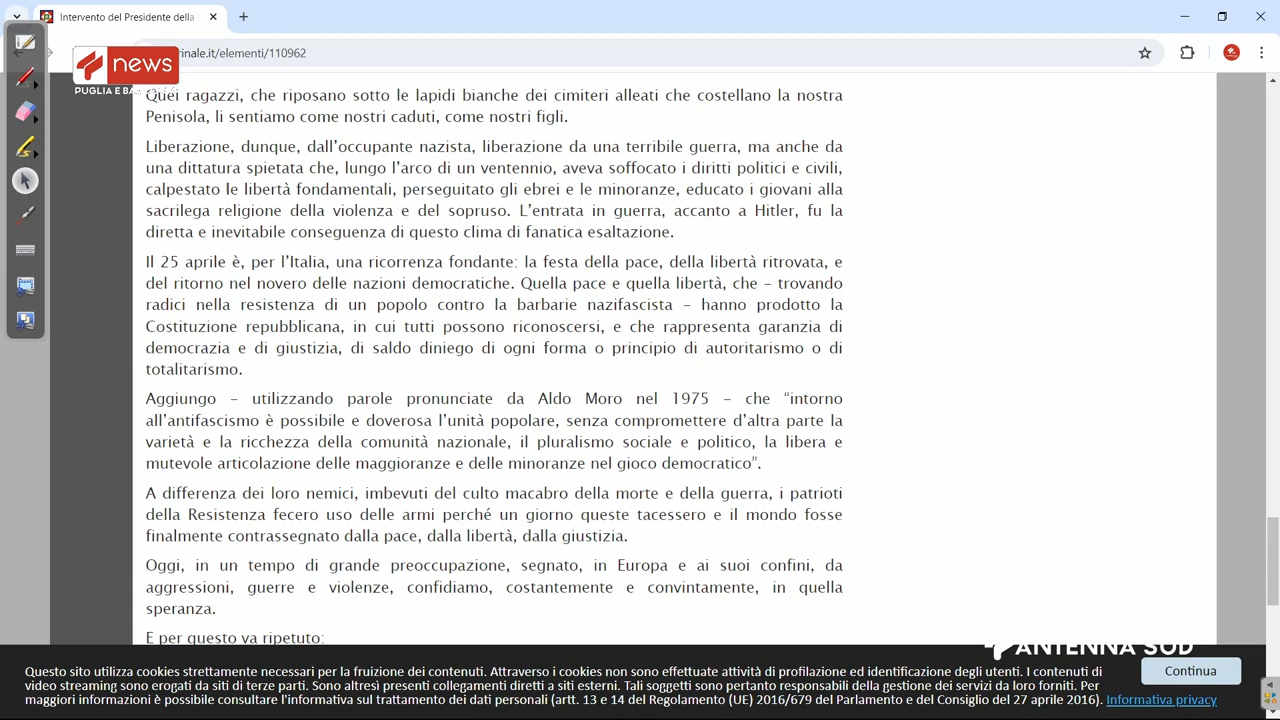 Intervento del Presidente della
rinale.it/elementi/110962
news
PUGLIA E BA
Quei ragazzi, che riposano sotto le lapidi bianche dei cimiteri alleati che costellano la nostra
Penisola, li sentiamo come nostri caduti, come nostri figli.
Liberazione, dunque, dall'occupante nazista, liberazione da una terribile guerra, ma anche da
una dittatura spietata che, lungo l'arco di un ventennio, aveva soffocato i diritti politici e civili,
calpestato le libertà fondamentali, perseguitato gli ebrei e le minoranze, educato i giovani alla
sacrilega religione della violenza e del sopruso. L'entrata in guerra, accanto a Hitler, fu la
diretta e inevitabile conseguenza di questo clima di fanatica esaltazione.
Il 25 aprile è, per l'Italia, una ricorrenza fondante: la festa della pace, della libertà ritrovata, e
del ritorno nel novero delle nazioni democratiche. Quella pace e quella libertà, che – trovando
radici nella resistenza di un popolo contro la barbarie nazifascista – hanno prodotto la
Costituzione repubblicana, in cui tutti possono riconoscersi, e che rappresenta garanzia di
democrazia e di giustizia, di saldo diniego di ogni forma o principio di autoritarismo o di
totalitarismo.
Aggiungo – utilizzando parole pronunciate da Aldo Moro nel 1975 – che “intorno
all'antifascismo è possibile e doverosa l'unità popolare, senza compromettere d'altra parte la
varietà e la ricchezza della comunità nazionale, il pluralismo sociale e politico, la libera e
mutevole articolazione delle maggioranze e delle minoranze nel gioco democratico”.
A differenza dei loro nemici, imbevuti del culto macabro della morte e della guerra, i patrioti
della Resistenza fecero uso delle armi perché un giorno queste tacessero e il mondo fosse
finalmente contrassegnato dalla pace, dalla libertà, dalla giustizia.
Oggi, in un tempo di grande preoccupazione, segnato, in Europa e ai suoi confini, da
aggressioni, guerre e violenze, confidiamo, costantemente e convintamente, in quella
speranza.
E per questo va ripetuto:
ANTENNA SUD
Questo sito utilizza cookies strettamente necessari per la fruizione dei contenuti. Attraverso i cookies non sono effettuate attività di profilazione ed identificazione degli utenti. I contenuti di
video streaming sono erogati da siti di terze parti. Sono altresì presenti collegamenti diretti a siti esterni. Tali soggetti sono pertanto responsabili della gestione dei servizi da loro forniti. Per
maggiori informazioni è possibile consultare l'informativa sul trattamento dei dati personali (artt. 13 e 14 del Regolamento (UE) 2016/679 del Parlamento e del Consiglio del 27 aprile 2016). Informativa privacy
Continua